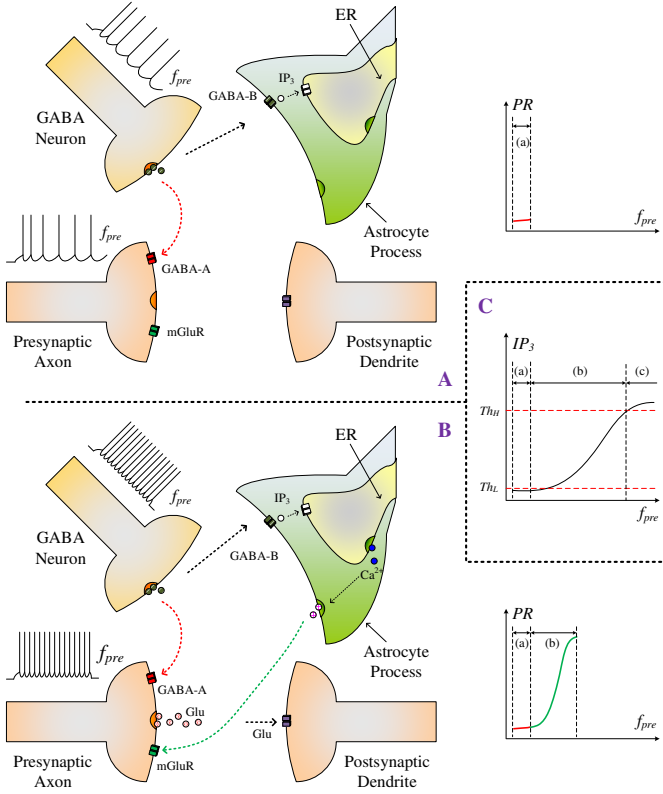 ER
GABA
Neuron
f_pre
GABA-B
IP₃
f_pre
GABA-A
mGluR
Presynaptic
Axon
Astrocyte
Process
Postsynaptic
Dendrite
A
PR
(a)
f_pre
C
IP₃
(a)
(b)
(c)
Th_H
Th_L
f_pre
B
ER
GABA
Neuron
f_pre
GABA-B
IP₃
Ca²⁺
f_pre
GABA-A
Glu
mGluR
Glu
Presynaptic
Axon
Astrocyte
Process
Postsynaptic
Dendrite
PR
(a)
(b)
f_pre